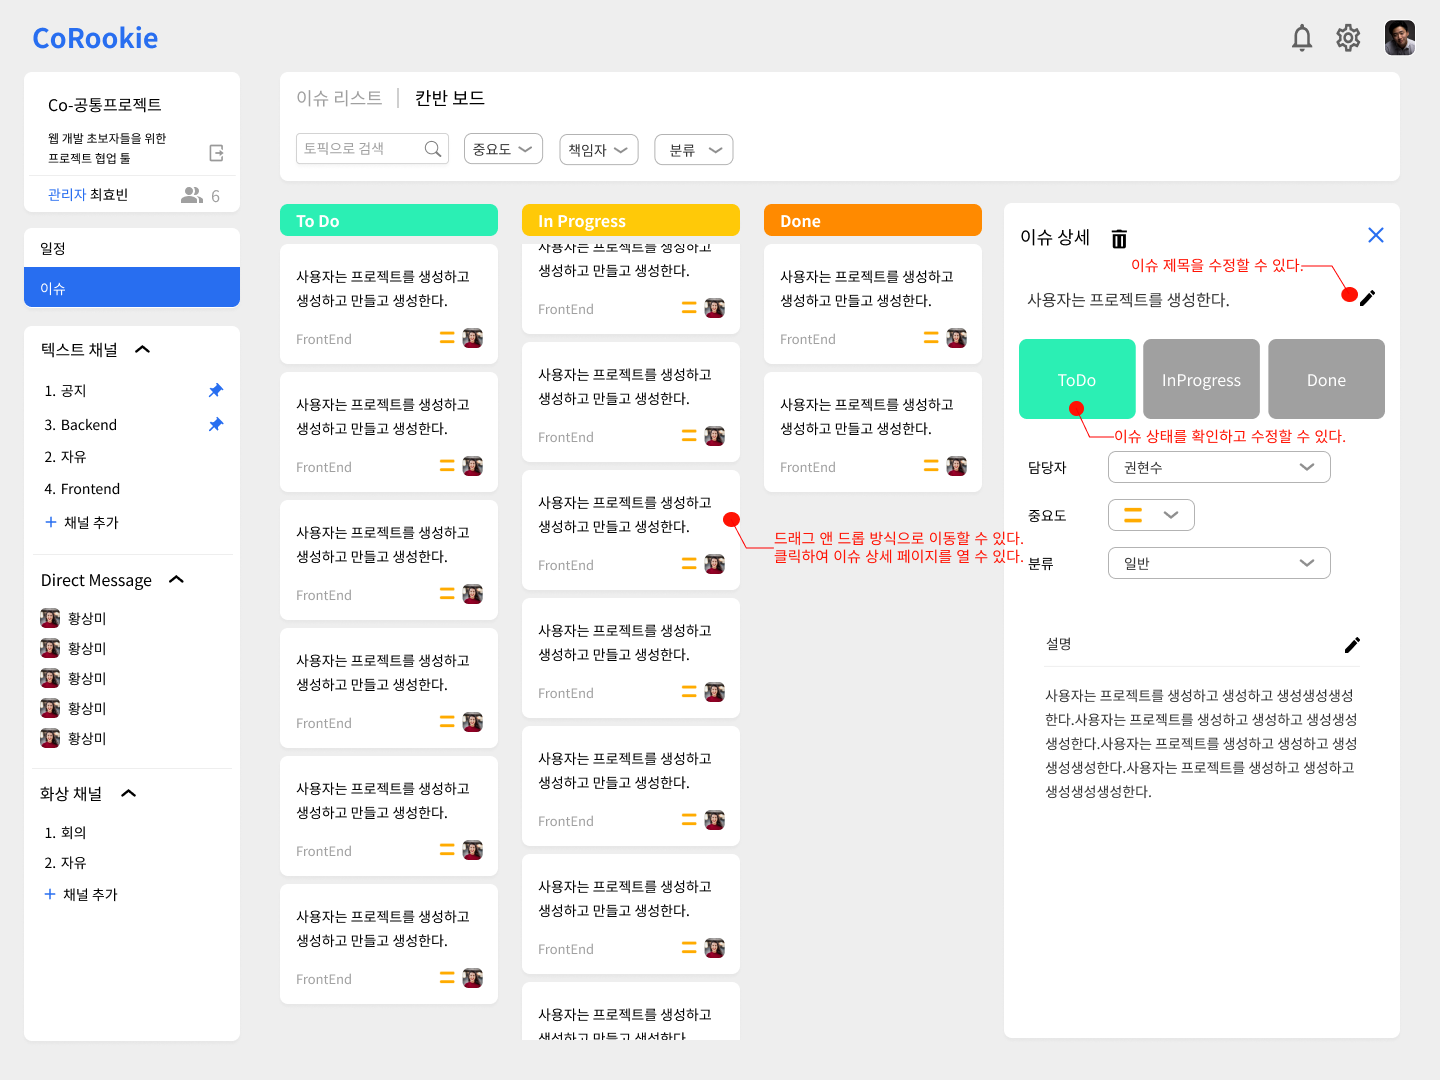 CoRookie
Co-공통프로젝트
웹 개발 초보자들을 위한
프로젝트 협업 툴
관리자 최효빈 6
일정
이슈
텍스트 채널
1. 공지
3. Backend
2. 자유
4. Frontend
+ 채널 추가
Direct Message
황상미
황상미
황상미
황상미
황상미
화상 채널
1. 회의
2. 자유
+ 채널 추가
이슈 리스트 | 칸반 보드
토픽으로 검색 중요도 책임자 분류
To Do
사용자는 프로젝트를 생성하고
생성하고 만들고 생성한다.
FrontEnd
사용자는 프로젝트를 생성하고
생성하고 만들고 생성한다.
FrontEnd
사용자는 프로젝트를 생성하고
생성하고 만들고 생성한다.
FrontEnd
사용자는 프로젝트를 생성하고
생성하고 만들고 생성한다.
FrontEnd
사용자는 프로젝트를 생성하고
생성하고 만들고 생성한다.
FrontEnd
사용자는 프로젝트를 생성하고
생성하고 만들고 생성한다.
FrontEnd
In Progress
사용자는 프로젝트를 생성하고
생성하고 만들고 생성한다.
FrontEnd
사용자는 프로젝트를 생성하고
생성하고 만들고 생성한다.
FrontEnd
사용자는 프로젝트를 생성하고
생성하고 만들고 생성한다.
FrontEnd
사용자는 프로젝트를 생성하고
생성하고 만들고 생성한다.
FrontEnd
사용자는 프로젝트를 생성하고
생성하고 만들고 생성한다.
FrontEnd
사용자는 프로젝트를 생성하고
생성하고 만들고 생성한다.
FrontEnd
사용자는 프로젝트를 생성하고
생성하고 만들고 생성한다.
Done
사용자는 프로젝트를 생성하고
생성하고 만들고 생성한다.
FrontEnd
사용자는 프로젝트를 생성하고
생성하고 만들고 생성한다.
FrontEnd
드래그 앤 드롭 방식으로 이동할 수 있다.
클릭하여 이슈 상세 페이지를 열 수 있다.
이슈 상세
이슈 제목을 수정할 수 있다.
사용자는 프로젝트를 생성한다.
ToDo InProgress Done
이슈 상태를 확인하고 수정할 수 있다.
담당자 권현수
중요도
분류 일반
설명
사용자는 프로젝트를 생성하고 생성하고 생성생성생성
한다.사용자는 프로젝트를 생성하고 생성하고 생성생성
생성한다.사용자는 프로젝트를 생성하고 생성하고 생성
생성생성한다.사용자는 프로젝트를 생성하고 생성하고
생성생성생성한다.